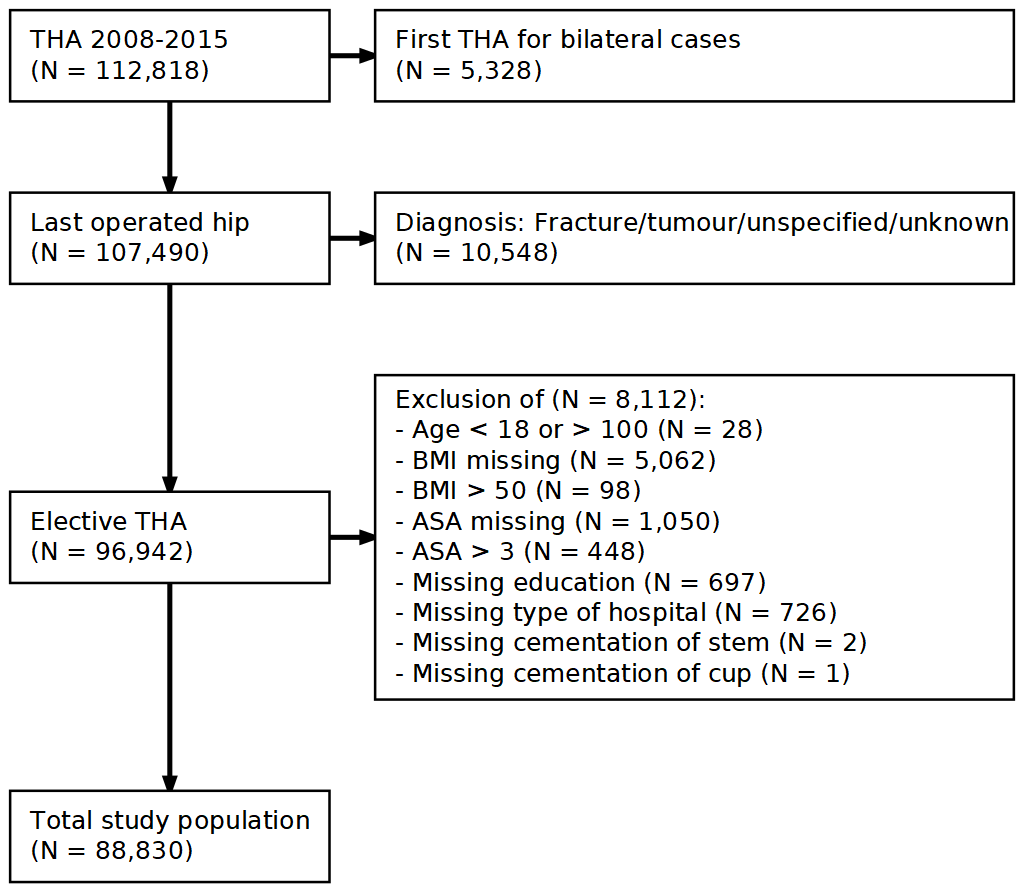 THA 2008-2015
(N = 112,818)
First THA for bilateral cases
(N = 5,328)
Last operated hip
(N = 107,490)
Diagnosis: Fracture/tumour/unspecified/unknown
(N = 10,548)
Exclusion of (N = 8,112):
- Age < 18 or > 100 (N = 28)
- BMI missing (N = 5,062)
- BMI > 50 (N = 98)
- ASA missing (N = 1,050)
- ASA > 3 (N = 448)
- Missing education (N = 697)
- Missing type of hospital (N = 726)
- Missing cementation of stem (N = 2)
- Missing cementation of cup (N = 1)
Elective THA
(N = 96,942)
Total study population
(N = 88,830)